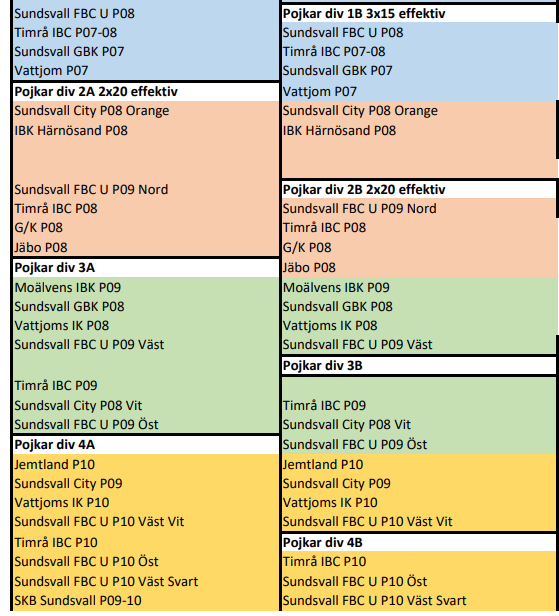 Sundsvall FBC U P08
Timrå IBC P07-08
Sundsvall GBK P07
Vattjom P07
Pojkar div 2A 2x20 effektiv
Sundsvall City P08 Orange
IBK Härnösand P08
Sundsvall FBC U P09 Nord
Timrå IBC P08
G/K P08
Jäbo P08
Pojkar div 3A
Moälvens IBK P09
Sundsvall GBK P08
Vattjoms IK P08
Sundsvall FBC U P09 Väst
Timrå IBC P09
Sundsvall City P08 Vit
Sundsvall FBC U P09 Öst
Pojkar div 4A
Jemtland P10
Sundsvall City P09
Vattjoms IK P10
Sundsvall FBC U P10 Väst Vit
Timrå IBC P10
Sundsvall FBC U P10 Öst
Sundsvall FBC U P10 Väst Svart
SKB Sundsvall P09-10
Pojkar div 1B 3x15 effektiv
Sundsvall FBC U P08
Timrå IBC P07-08
Sundsvall GBK P07
Vattjom P07
Sundsvall City P08 Orange
IBK Härnösand P08
Pojkar div 2B 2x20 effektiv
Sundsvall FBC U P09 Nord
Timrå IBC P08
G/K P08
Jäbo P08
Moälvens IBK P09
Sundsvall GBK P08
Vattjoms IK P08
Sundsvall FBC U P09 Väst
Pojkar div 3B
Timrå IBC P09
Sundsvall City P08 Vit
Sundsvall FBC U P09 Öst
Jemtland P10
Sundsvall City P09
Vattjoms IK P10
Sundsvall FBC U P10 Väst Vit
Pojkar div 4B
Timrå IBC P10
Sundsvall FBC U P10 Öst
Sundsvall FBC U P10 Väst Svart